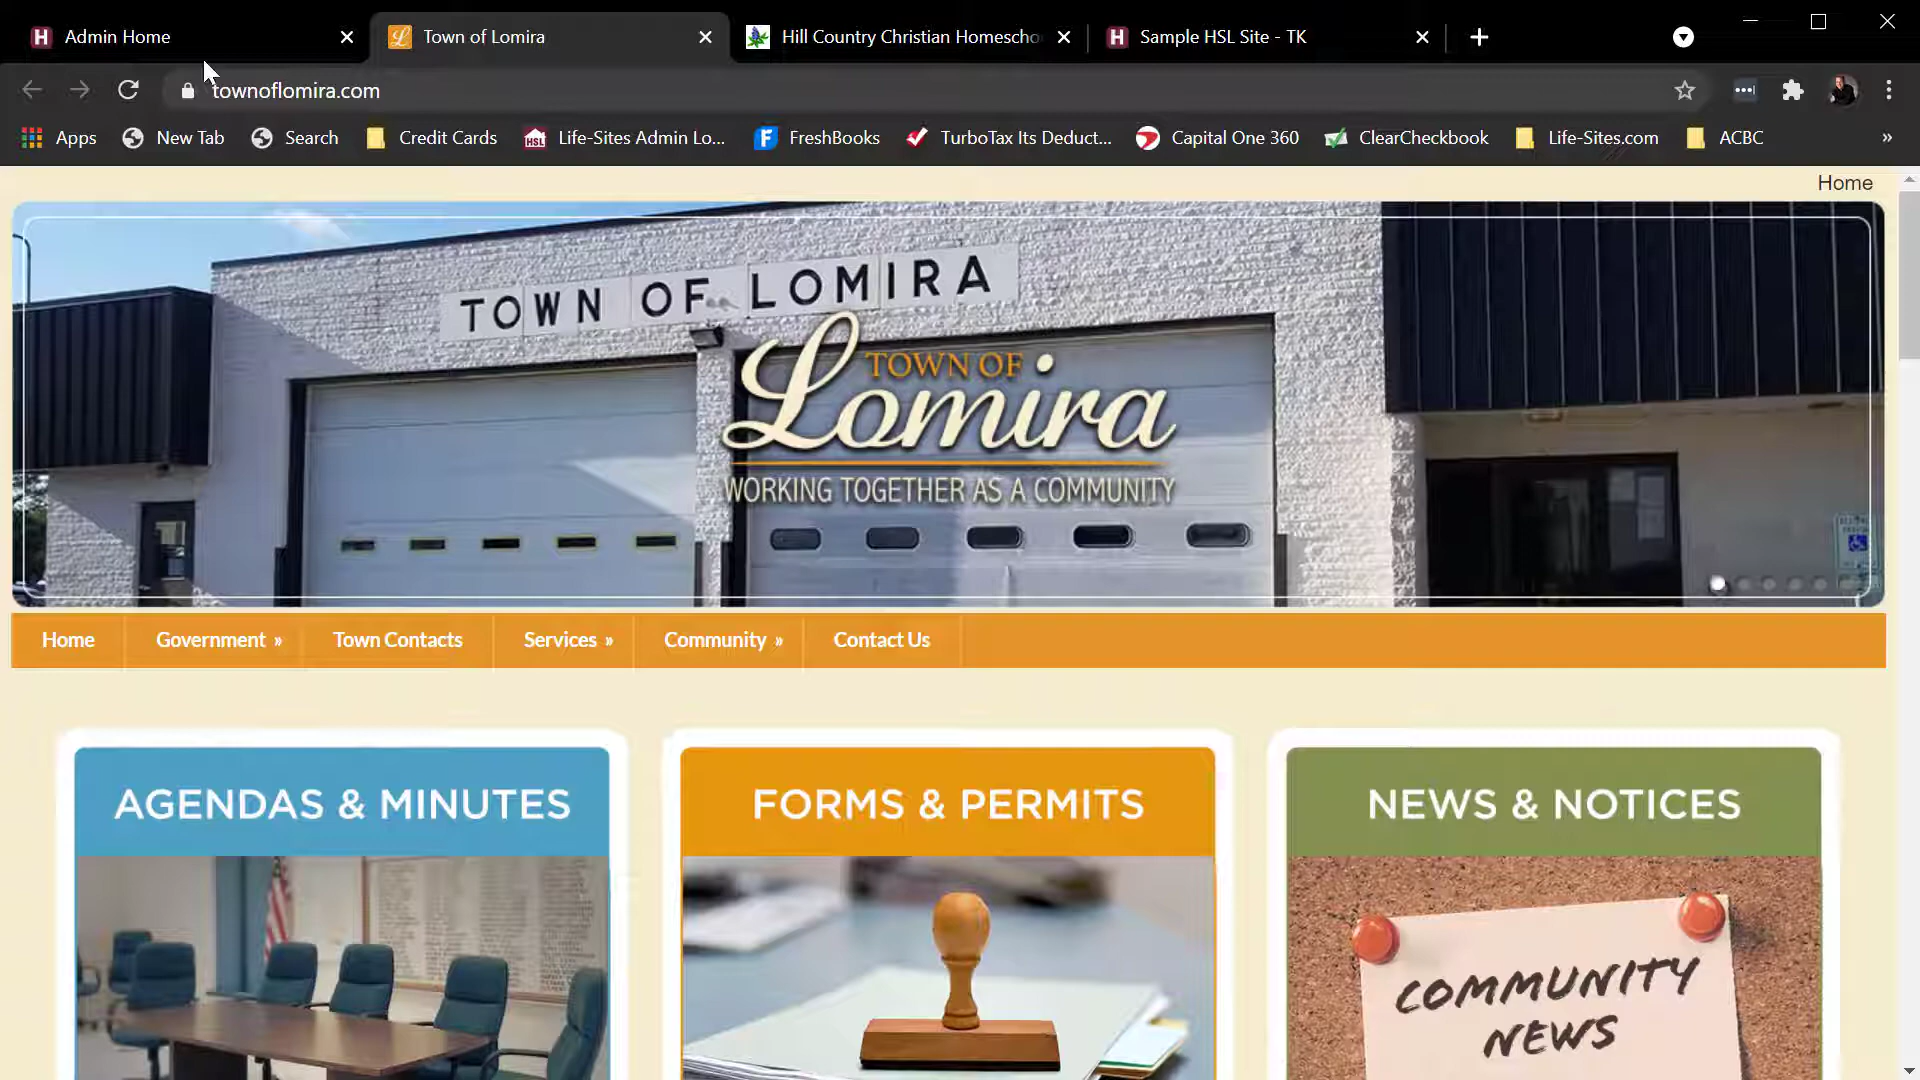 Admin Home
Town of Lomira
Hill Country Christian Homescho
Sample HSL Site - TK
townoflomira.com
Apps
New Tab
Search
Credit Cards
HSL
Life-Sites Admin Lo...
FreshBooks
TurboTax Its Deduct...
Capital One 360
ClearCheckbook
Life-Sites.com
ACBC
»
Home
TOWN OF LOMIRA
TOWN OF
Lomira
WORKING TOGETHER AS A COMMUNITY
Home
Government »
Town Contacts
Services »
Community »
Contact Us
AGENDAS & MINUTES
FORMS & PERMITS
NEWS & NOTICES
COMMUNITY
NEWS